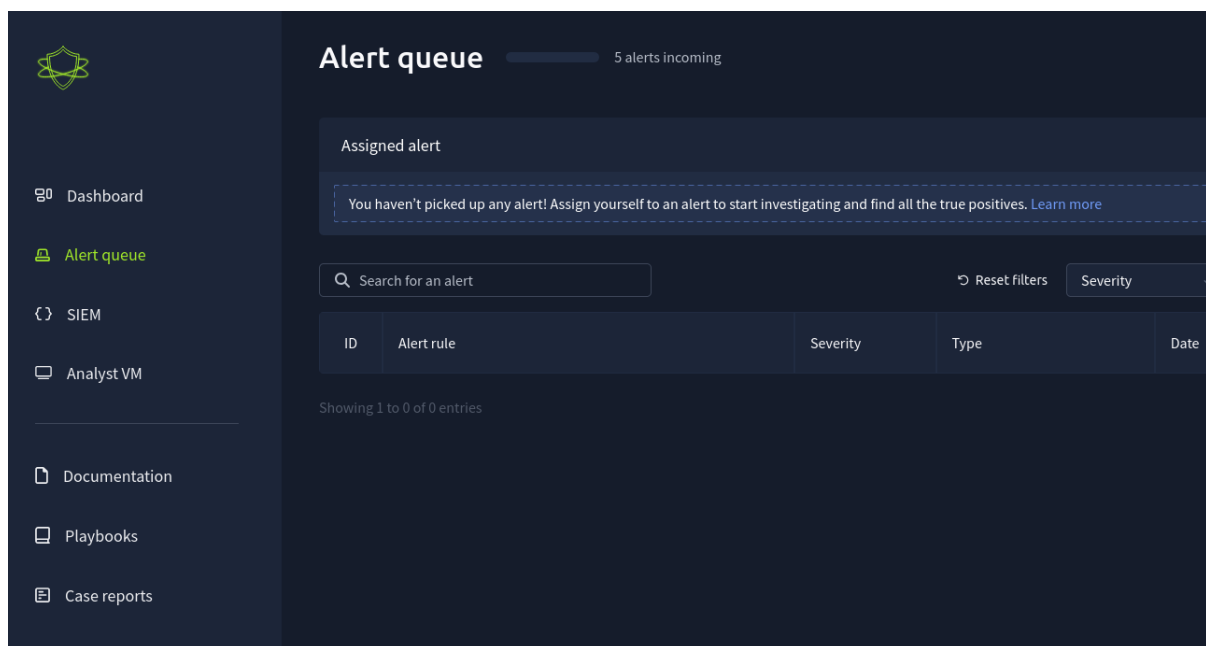 Alert queue
5 alerts incoming
Assigned alert
You haven't picked up any alert! Assign yourself to an alert to start investigating and find all the true positives. Learn more
Dashboard
Alert queue
SIEM
Analyst VM
Documentation
Playbooks
Case reports
Search for an alert
Reset filters
Severity
ID
Alert rule
Severity
Type
Date
Showing 1 to 0 of 0 entries